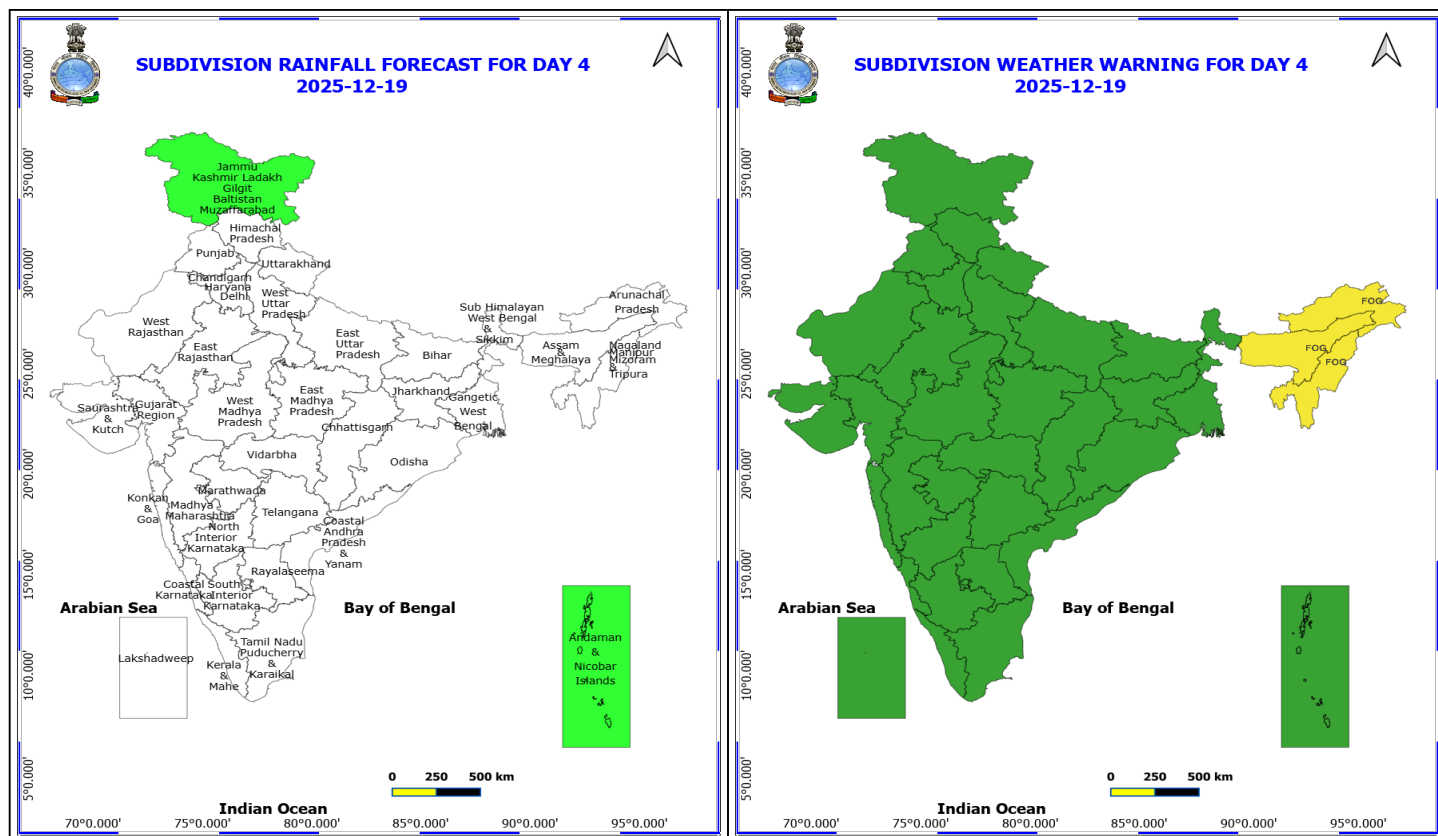 SUBDIVISION RAINFALL FORECAST FOR DAY 4
2025-12-19
40°0.000'
35°0.000'
30°0.000'
25°0.000'
20°0.000'
15°0.000'
10°0.000'
5°0.000'
Jammu
Kashmir Ladakh
Gilgit
Baltistan
Muzaffarabad
Himachal
Pradesh
Punjab
Uttarakhand
Chandigarh
Haryana
Delhi
West
Uttar
Pradesh
West
Rajasthan
East
Rajasthan
East
Uttar
Pradesh
Bihar
Sub Himalayan
West Bengal
&
Sikkim
Arunachal
Pradesh
Assam
&
Meghalaya
Nagaland
Manipur
Mizoram
&
Tripura
Saurashtra
&
Kutch
Gujarat
Region
West
Madhya
Pradesh
East
Madhya
Pradesh
Jharkhand
Gangetic
West
Bengal
Chhattisgarh
Vidarbha
Odisha
Konkan
&
Goa
Madhya
Maharashtra
Marathwada
Telangana
North
Interior
Karnataka
Coastal
Andhra
Pradesh
&
Yanam
Rayalaseema
Coastal
Karnataka
South
Interior
Karnataka
Arabian Sea
Bay of Bengal
Lakshadweep
Kerala
&
Mahe
Tamil Nadu
Puducherry
&
Karaikal
Andaman
&
Nicobar
Islands
0 250 500 km
Indian Ocean
70°0.000' 75°0.000' 80°0.000' 85°0.000' 90°0.000' 95°0.000'
SUBDIVISION WEATHER WARNING FOR DAY 4
2025-12-19
40°0.000'
35°0.000'
30°0.000'
25°0.000'
20°0.000'
15°0.000'
10°0.000'
5°0.000'
FOG
FOG
FOG
Arabian Sea
Bay of Bengal
0 250 500 km
Indian Ocean
70°0.000' 75°0.000' 80°0.000' 85°0.000' 90°0.000' 95°0.000'